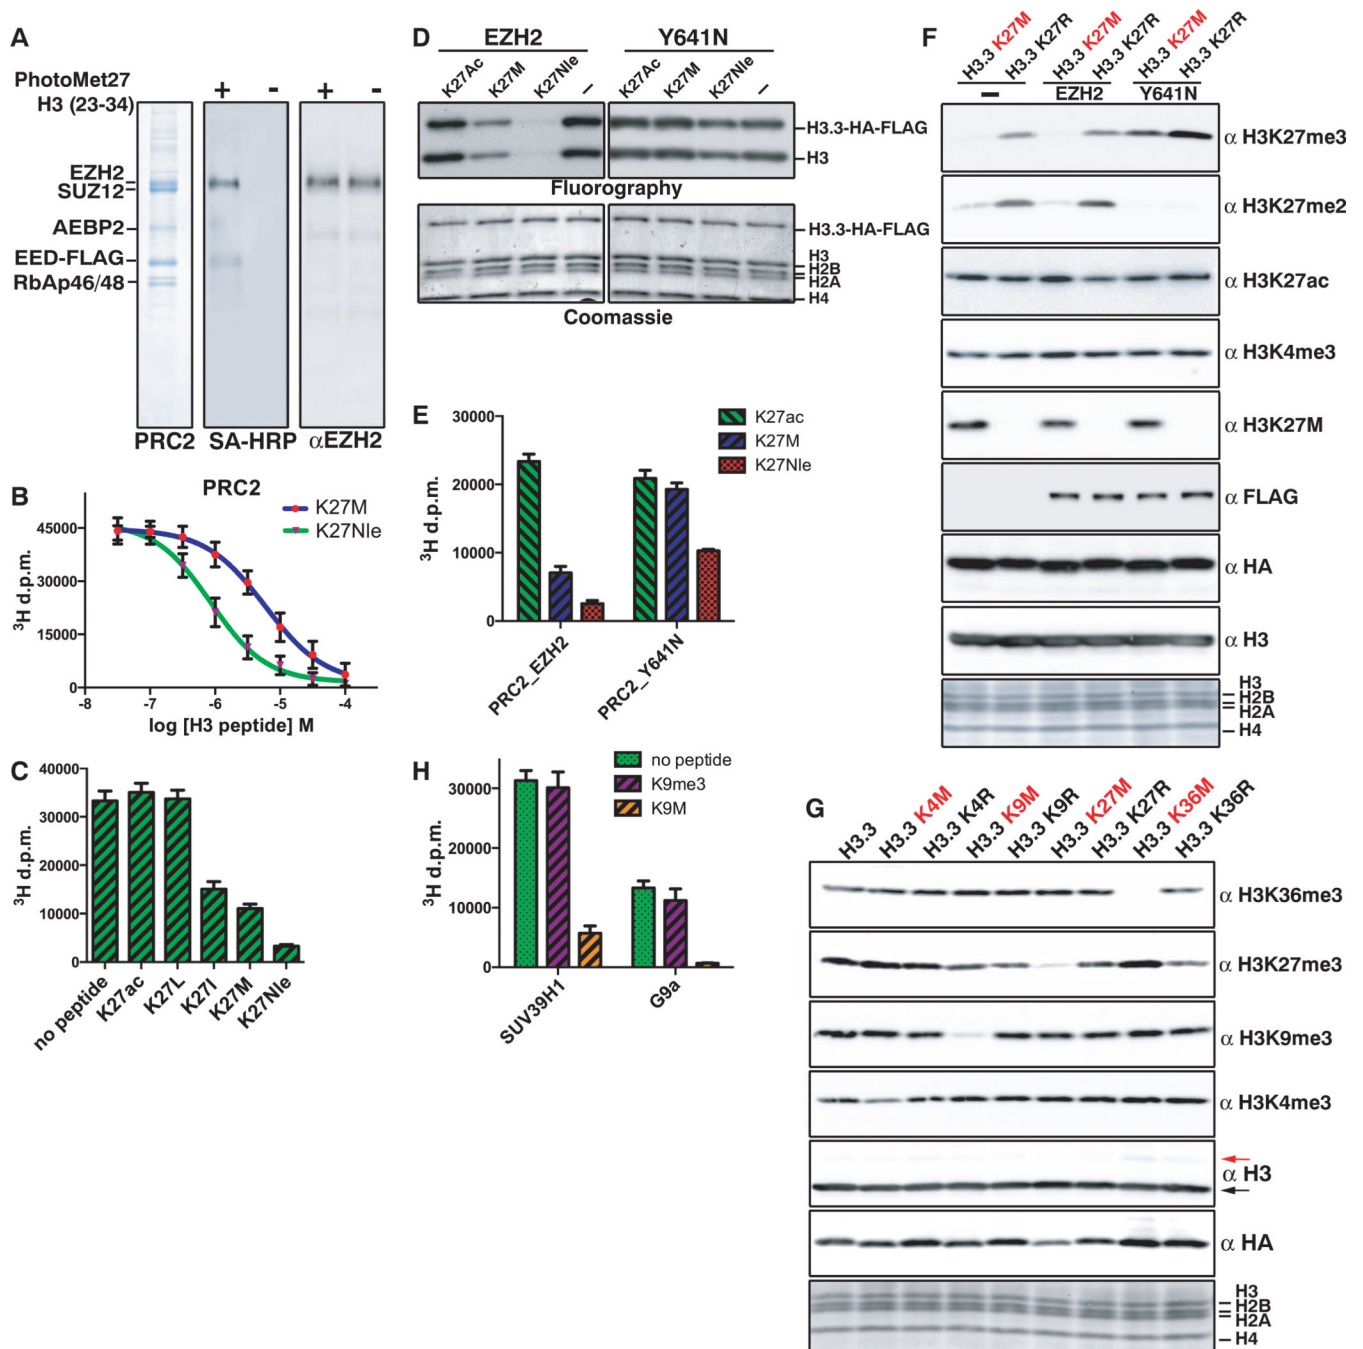 A
PhotoMet27
H3 (23-34)
+ - + -
EZH2
SUZ12
AEBP2
EED-FLAG
RbAp46/48
PRC2 SA-HRP αEZH2
B
PRC2
K27M
K27Nle
³H d.p.m.
45000
30000
15000
0
-8 -7 -6 -5 -4
log [H3 peptide] M
C
³H d.p.m.
40000
30000
20000
10000
0
no peptide K27ac K27L K27I K27M K27Nle
D
EZH2 Y641N
K27Ac K27M K27Nle – K27Ac K27M K27Nle –
H3.3-HA-FLAG
H3
Fluorography
H3.3-HA-FLAG
H3
H2B
H2A
H4
Coomassie
E
³H d.p.m.
30000
20000
10000
0
K27ac
K27M
K27Nle
PRC2_EZH2 PRC2_Y641N
H
³H d.p.m.
30000
20000
10000
0
no peptide
K9me3
K9M
SUV39H1 G9a
F
H3.3 K27M H3.3 K27R H3.3 K27M H3.3 K27R H3.3 K27M H3.3 K27R
– EZH2 Y641N
α H3K27me3
α H3K27me2
α H3K27ac
α H3K4me3
α H3K27M
α FLAG
α HA
α H3
H3
H2B
H2A
H4
G
H3.3 H3.3 K4M H3.3 K4R H3.3 K9M H3.3 K9R H3.3 K27M H3.3 K27R H3.3 K36M H3.3 K36R
α H3K36me3
α H3K27me3
α H3K9me3
α H3K4me3
α H3
α HA
H3
H2B
H2A
H4